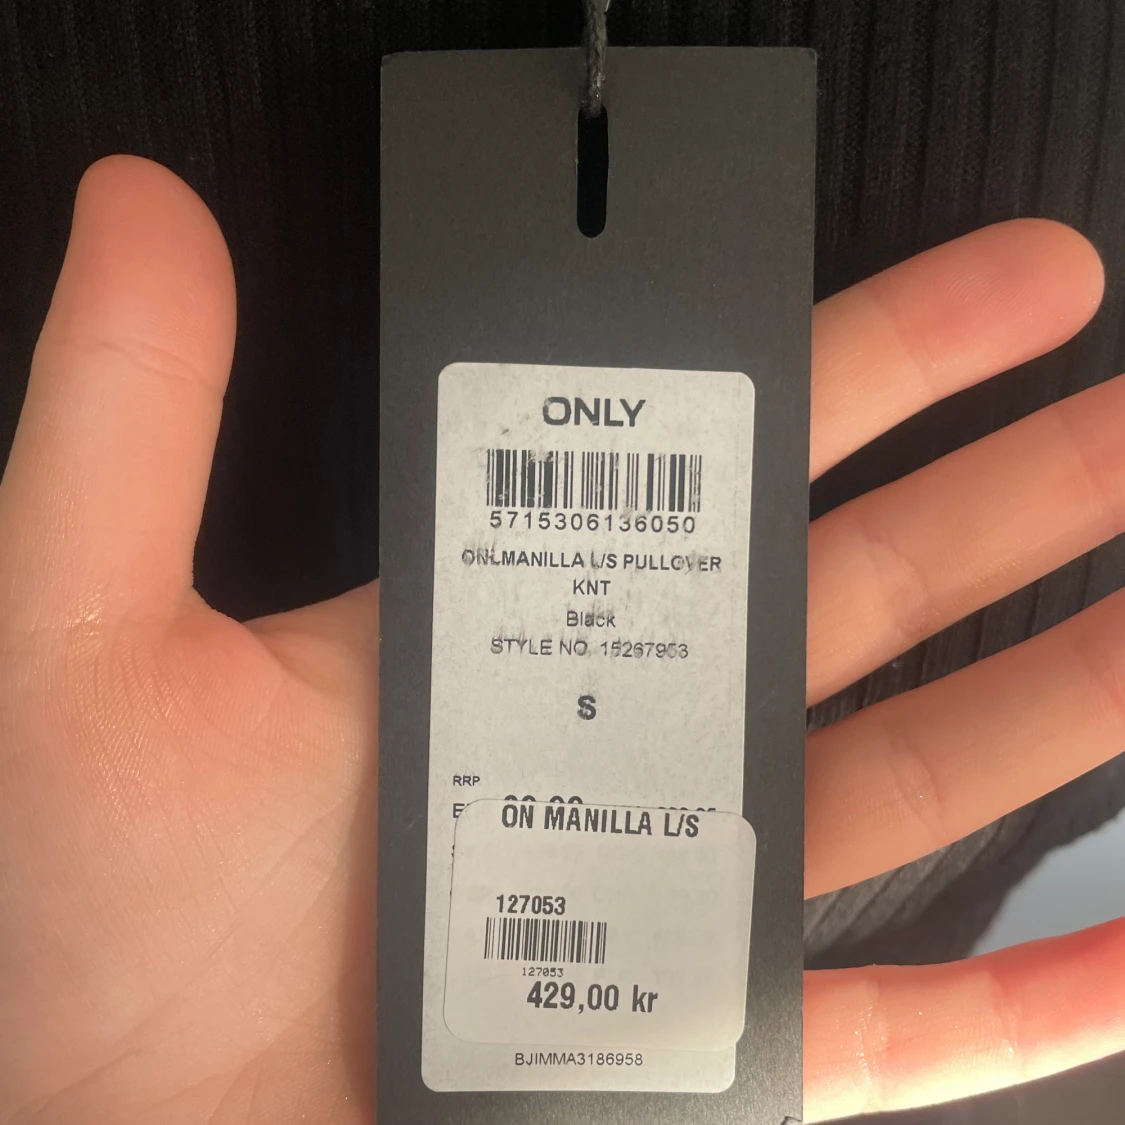 ONLY
5715306136050
ONLMANILLA L/S PULLOVER
KNT
Black
STYLE NO. 15267953
S
RRP
ON MANILLA L/S
127053
127053
429,00 kr
BJIMMA3186958